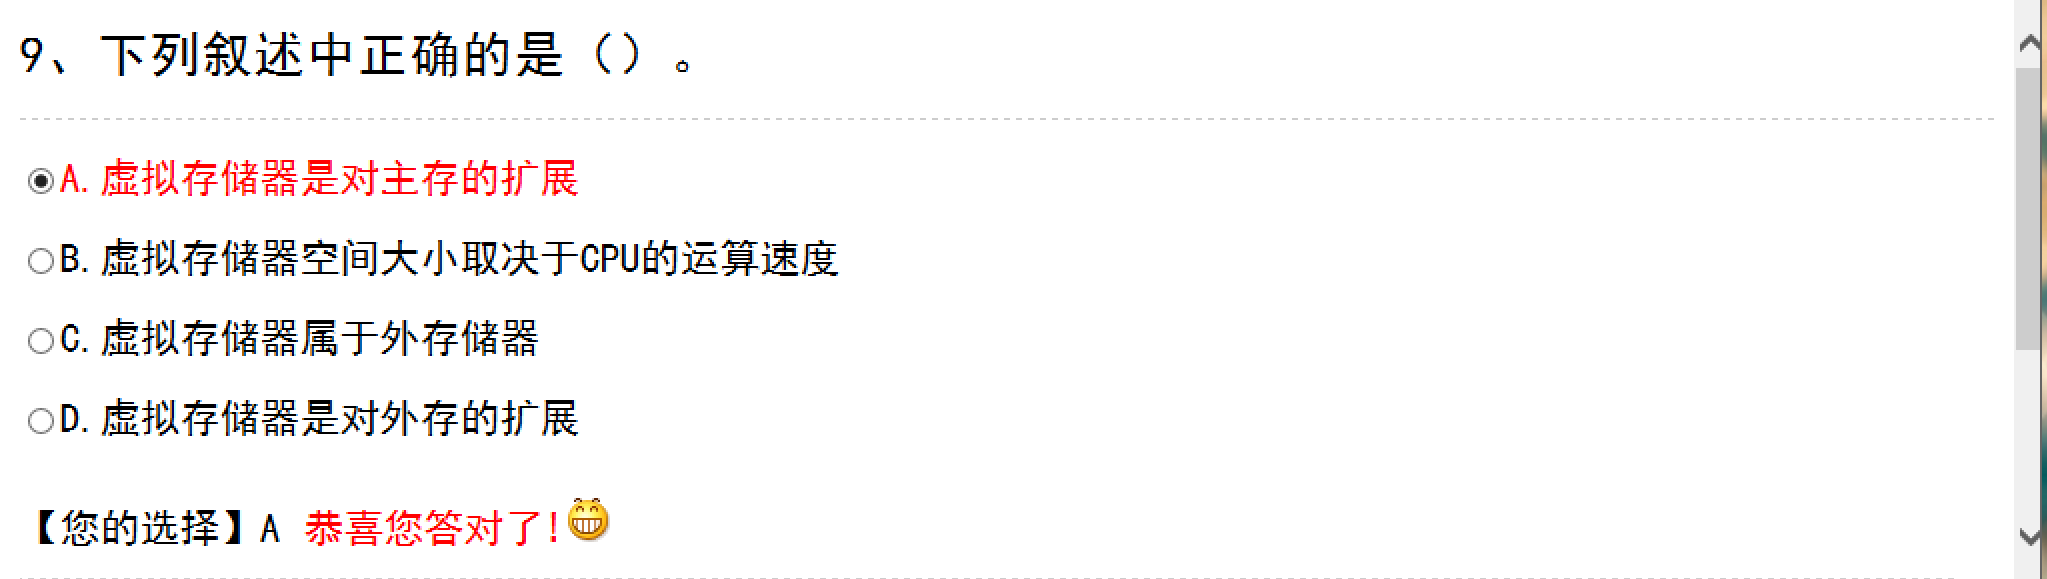 9、下列叙述中正确的是（）。
A.虚拟存储器是对主存的扩展
B.虚拟存储器空间大小取决于CPU的运算速度
C.虚拟存储器属于外存储器
D.虚拟存储器是对外存的扩展
【您的选择】A 恭喜您答对了!